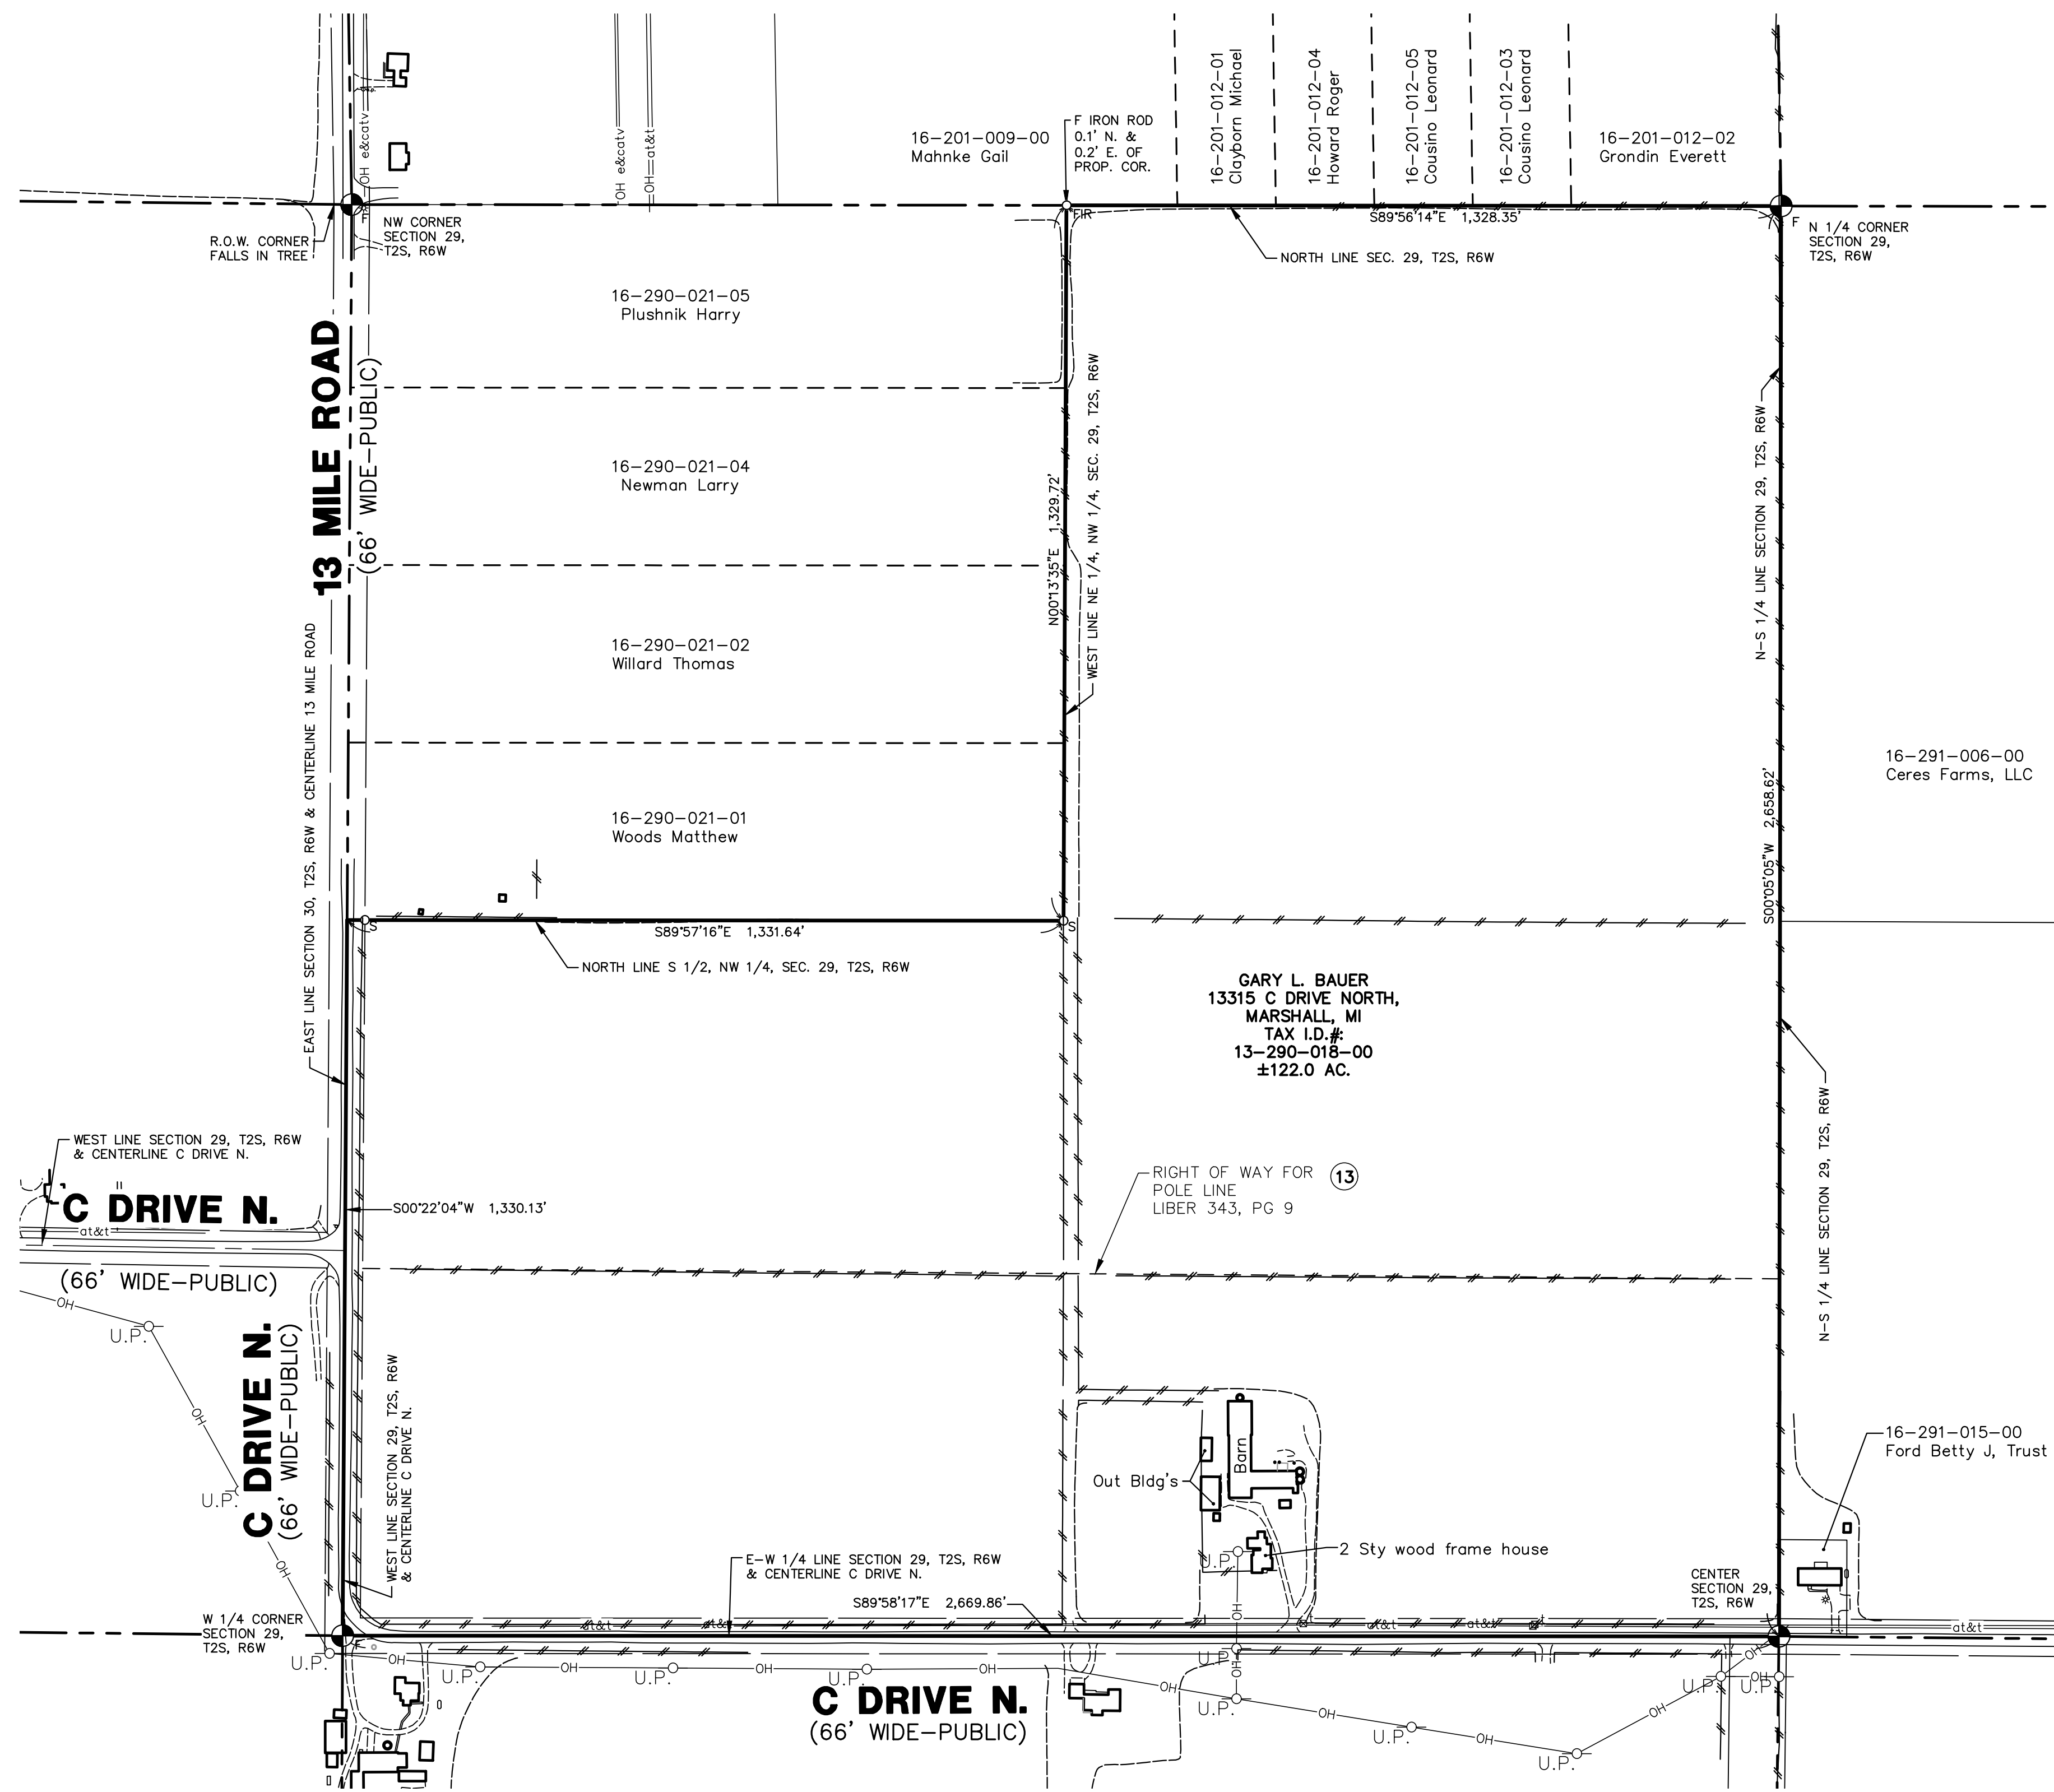 OH e&catv
OH e&catv
OH at&t
16-201-009-00
Mahnke Gail
F IRON ROD
0.1' N. &
0.2' E. OF
PROP. COR.
16-201-012-01
Clayborn Michael
16-201-012-04
Howard Roger
16-201-012-05
Cousino Leonard
16-201-012-03
Cousino Leonard
16-201-012-02
Grondin Everett
F
NW CORNER
SECTION 29,
T2S, R6W
R.O.W. CORNER
FALLS IN TREE
FIR
S89°56'14"E 1,328.35'
NORTH LINE SEC. 29, T2S, R6W
F
N 1/4 CORNER
SECTION 29,
T2S, R6W
16-290-021-05
Plushnik Harry
13 MILE ROAD
(66' WIDE-PUBLIC)
16-290-021-04
Newman Larry
N00°13'35"E 1,329.72'
WEST LINE NE 1/4, NW 1/4, SEC. 29, T2S, R6W
N-S 1/4 LINE SECTION 29, T2S, R6W
16-290-021-02
Willard Thomas
EAST LINE SECTION 30, T2S, R6W & CENTERLINE 13 MILE ROAD
16-291-006-00
Ceres Farms, LLC
S00°05'05"W 2,658.62'
16-290-021-01
Woods Matthew
S
S
S89°57'16"E 1,331.64'
NORTH LINE S 1/2, NW 1/4, SEC. 29, T2S, R6W
GARY L. BAUER
13315 C DRIVE NORTH,
MARSHALL, MI
TAX I.D.#:
13-290-018-00
±122.0 AC.
WEST LINE SECTION 29, T2S, R6W
& CENTERLINE C DRIVE N.
C DRIVE N.
at&t
(66' WIDE-PUBLIC)
S00°22'04"W 1,330.13'
RIGHT OF WAY FOR
POLE LINE
LIBER 343, PG 9
13
N-S 1/4 LINE SECTION 29, T2S, R6W
OH
U.P.
OH
U.P.
OH
C DRIVE N.
(66' WIDE-PUBLIC)
WEST LINE SECTION 29, T2S, R6W
& CENTERLINE C DRIVE N.
Barn
Out Bldg's
2 Sty wood frame house
U.P.
OH
16-291-015-00
Ford Betty J, Trust
E-W 1/4 LINE SECTION 29, T2S, R6W
& CENTERLINE C DRIVE N.
S89°58'17"E 2,669.86'
CENTER
SECTION 29,
T2S, R6W
W 1/4 CORNER
SECTION 29,
T2S, R6W
F
at&t
at&t
at&t
at&t
at&t
U.P.
OH
U.P.
OH
U.P.
OH
U.P.
OH
U.P.
OH
OH
U.P.
OH
U.P.
OH
U.P.
OH
U.P.
OH
OH
U.P.
C DRIVE N.
(66' WIDE-PUBLIC)